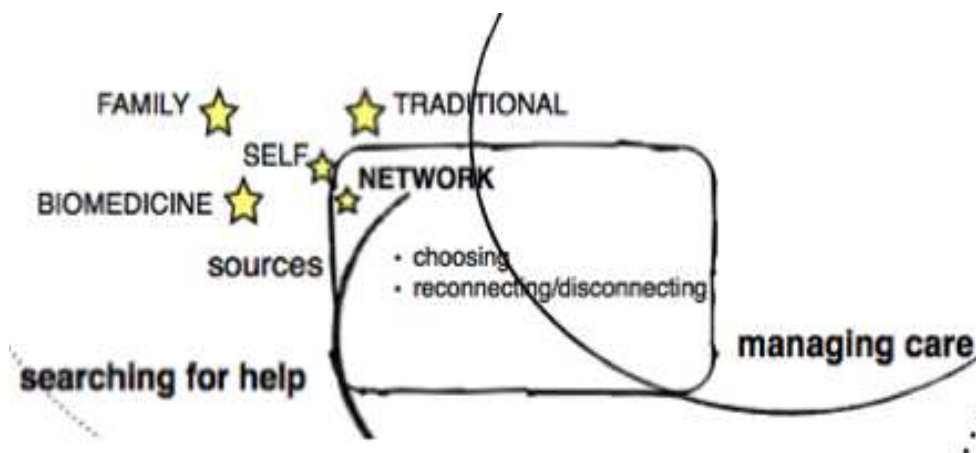 FAMILY
TRADITIONAL
SELF
NETWORK
BIOMEDICINE
sources
• choosing
• reconnecting/disconnecting
managing care
searching for help